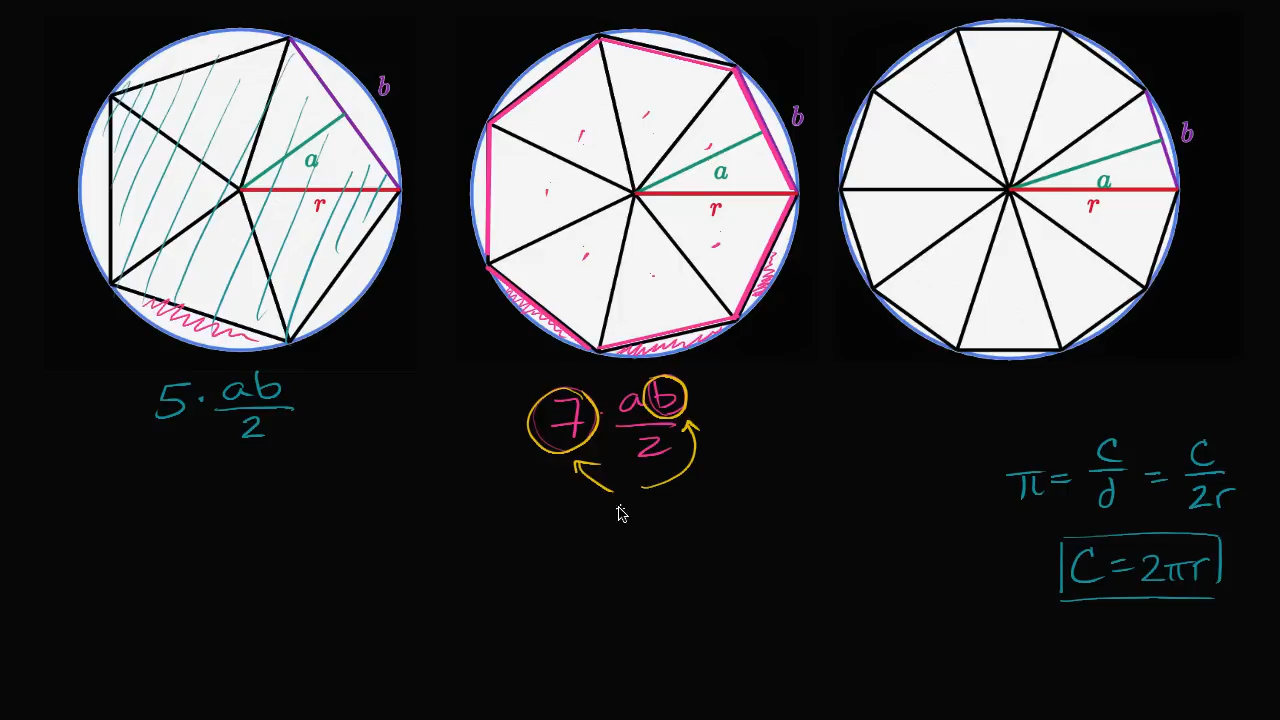 b
a
r
b
a
r
b
a
r
5 · ab/2
7 · ab/2
π = C/d = C/2r
C = 2πr